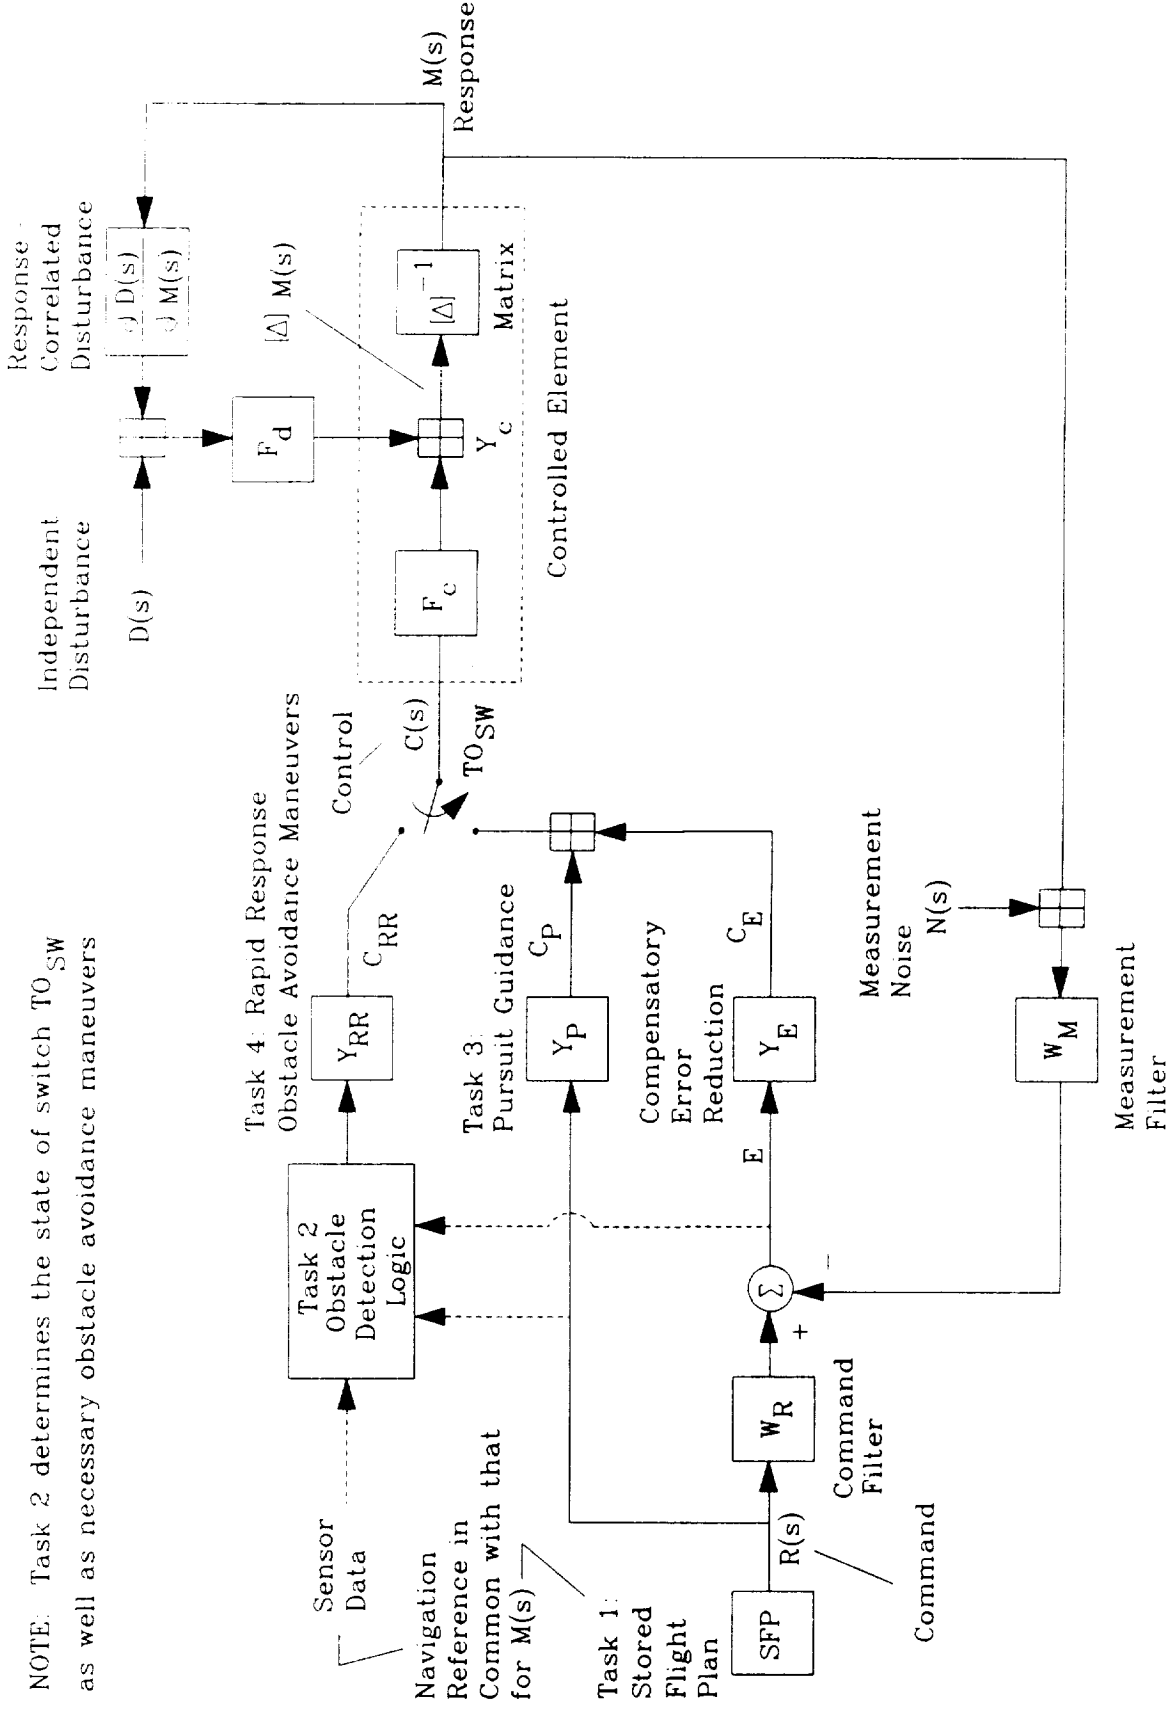 NOTE: Task 2 determines the state of switch TO_SW
as well as necessary obstacle avoidance maneuvers
Response -
Correlated
Disturbance
∂ D(s)
∂ M(s)
Independent
Disturbance
D(s)
F_d
[Δ] M(s)
M(s)
Response
F_c
Y_c
[Δ]^-1
Matrix
Controlled Element
Control
C(s)
TO_SW
Task 4: Rapid Response
Obstacle Avoidance Maneuvers
Y_RR
C_RR
Task 2
Obstacle
Detection
Logic
Sensor
Data
Navigation
Reference in
Common with that
for M(s)
Task 3:
Pursuit Guidance
Y_P
C_P
Compensatory
Error
Reduction
E
Y_E
C_E
Task 1:
Stored
Flight
Plan
SFP
R(s)
Command
W_R
Command
Filter
+
Σ
−
Measurement
Noise
N(s)
W_M
Measurement
Filter